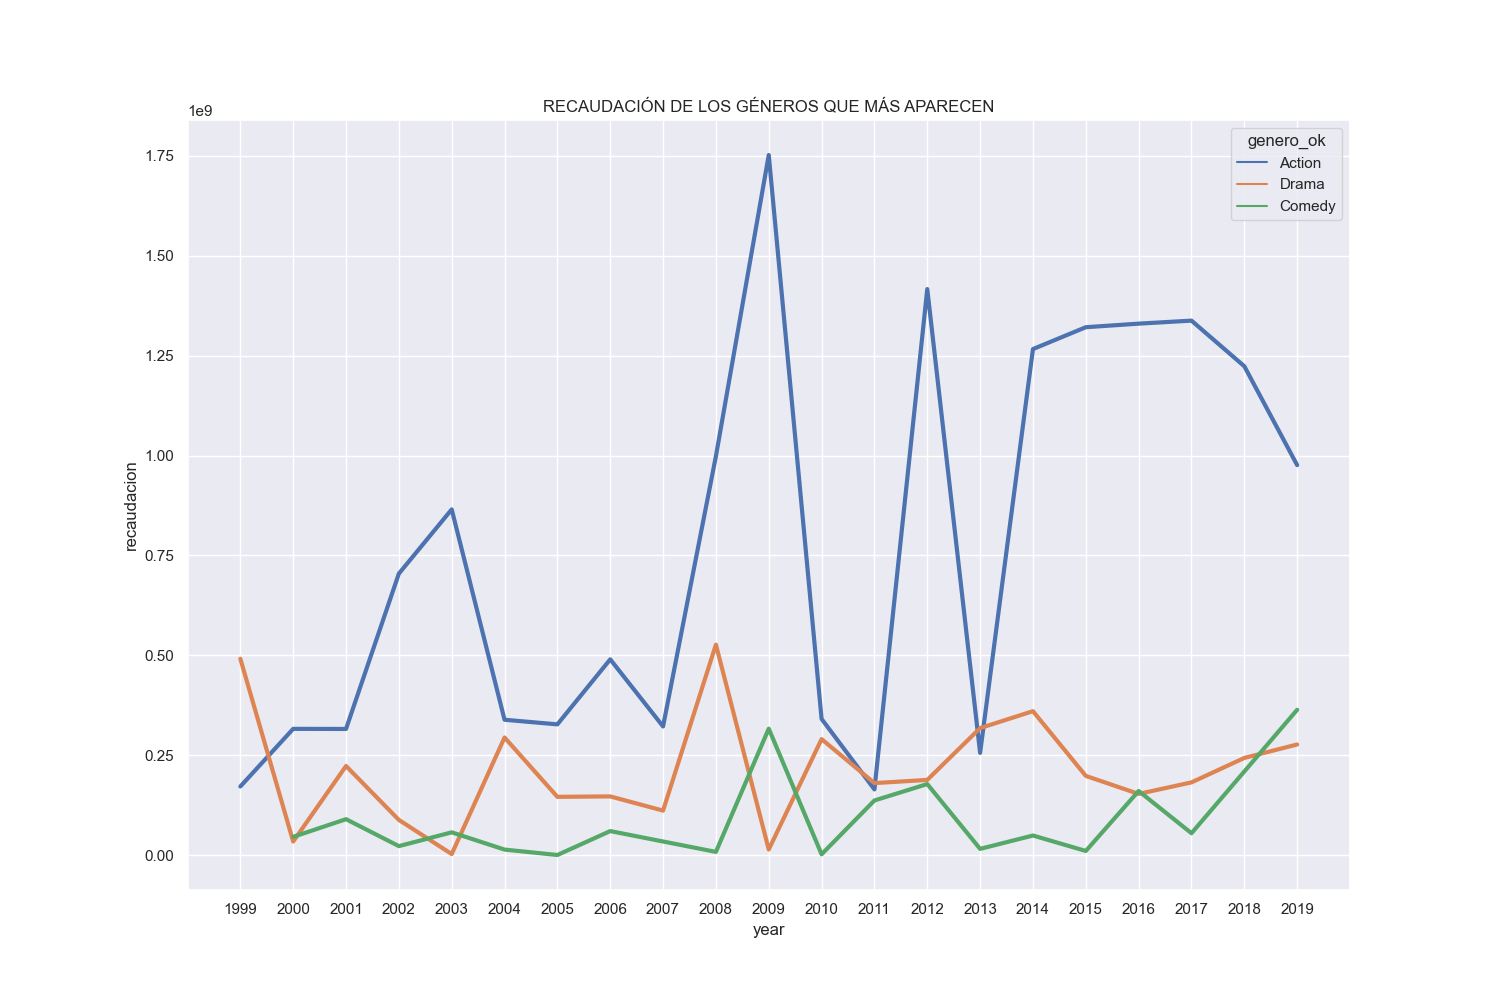 RECAUDACIÓN DE LOS GÉNEROS QUE MÁS APARECEN
1e9
genero_ok
Action
Drama
Comedy
1.75
1.50
1.25
1.00
0.75
0.50
0.25
0.00
recaudacion
1999 2000 2001 2002 2003 2004 2005 2006 2007 2008 2009 2010 2011 2012 2013 2014 2015 2016 2017 2018 2019
year